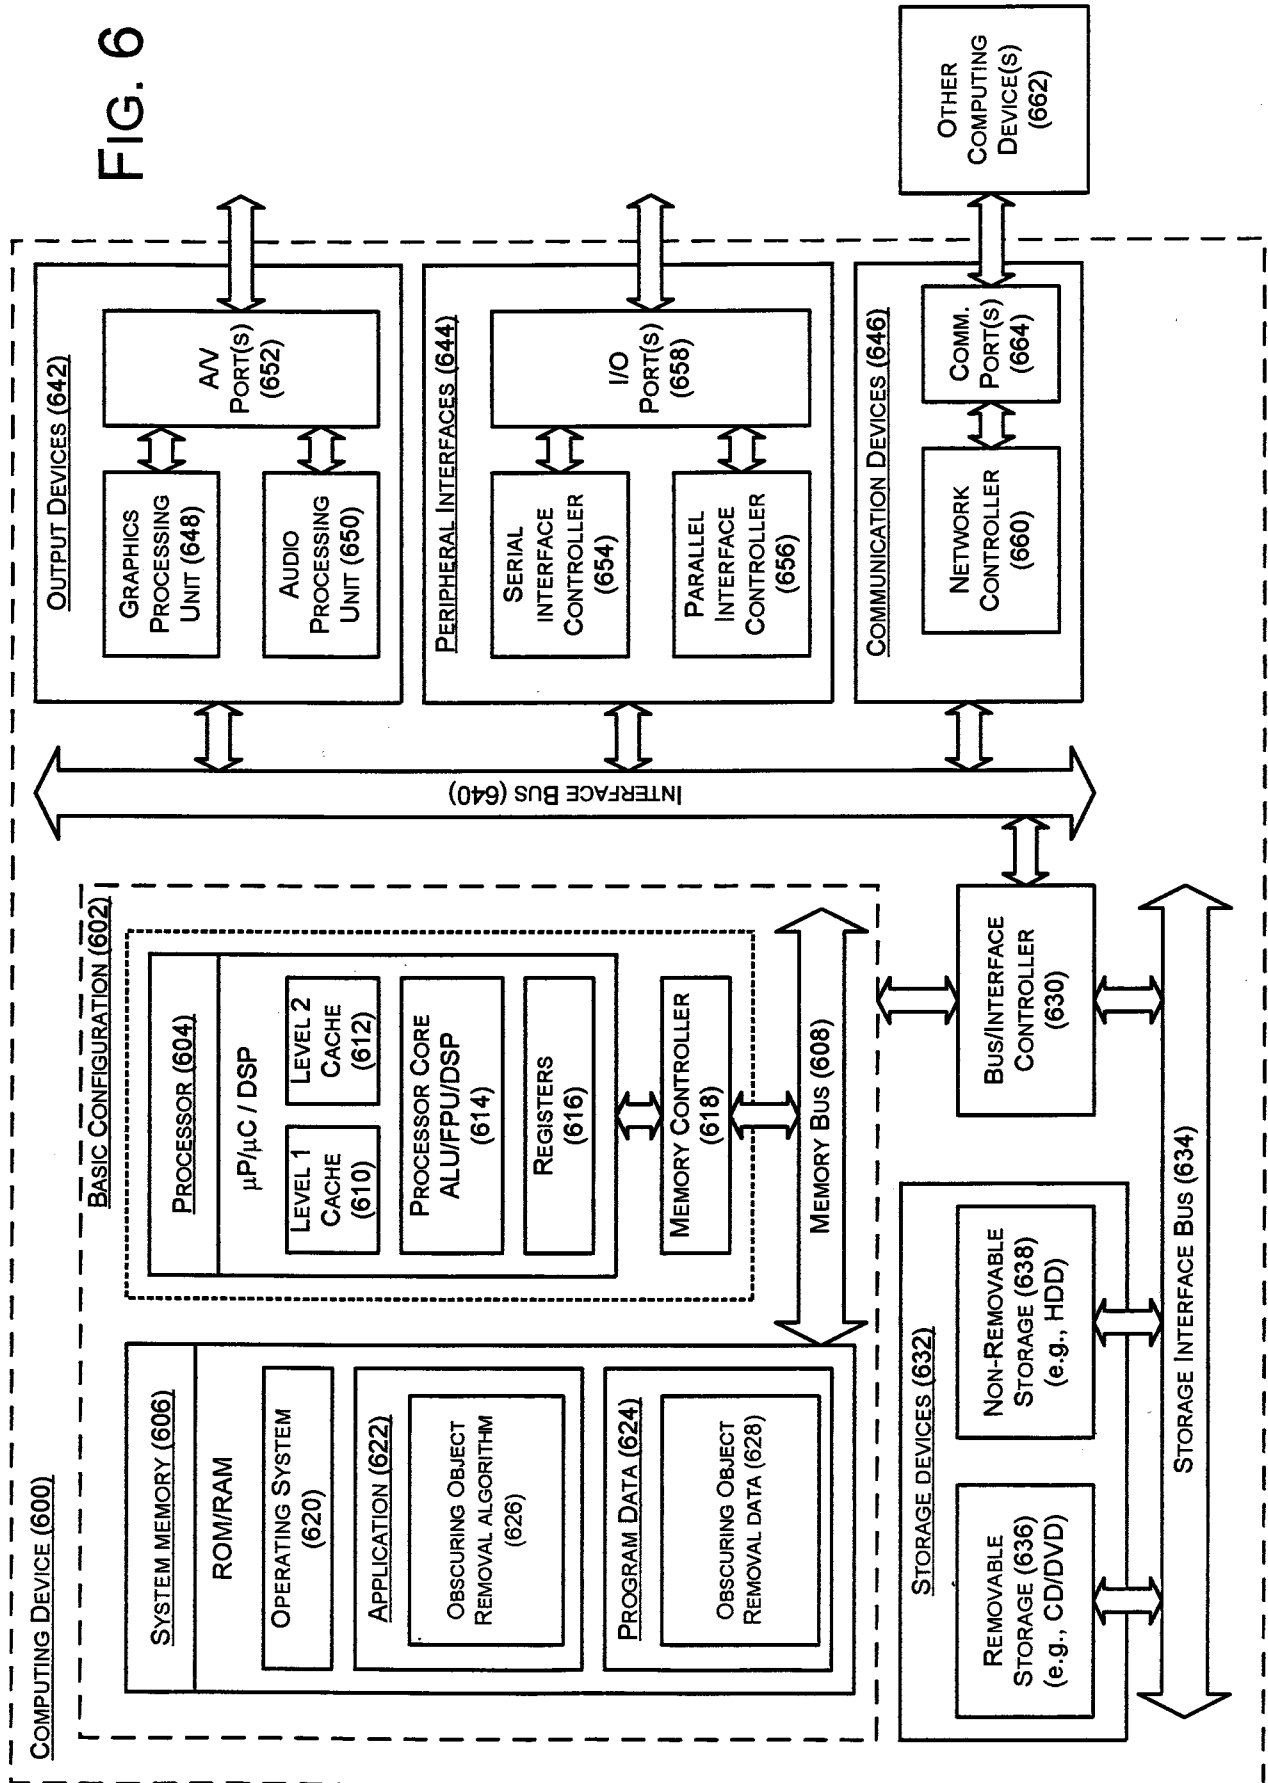 COMPUTING DEVICE (600)
BASIC CONFIGURATION (602)
SYSTEM MEMORY (606)
ROM/RAM
OPERATING SYSTEM
(620)
APPLICATION (622)
OBSCURING OBJECT
REMOVAL ALGORITHM
(626)
PROGRAM DATA (624)
OBSCURING OBJECT
REMOVAL DATA (628)
PROCESSOR (604)
µP/µC / DSP
LEVEL 1
CACHE
(610)
LEVEL 2
CACHE
(612)
PROCESSOR CORE
ALU/FPU/DSP
(614)
REGISTERS
(616)
MEMORY CONTROLLER
(618)
MEMORY BUS (608)
BUS/INTERFACE
CONTROLLER
(630)
STORAGE DEVICES (632)
REMOVABLE
STORAGE (636)
(e.g., CD/DVD)
NON-REMOVABLE
STORAGE (638)
(e.g., HDD)
STORAGE INTERFACE BUS (634)
INTERFACE BUS (640)
OUTPUT DEVICES (642)
GRAPHICS
PROCESSING
UNIT (648)
AUDIO
PROCESSING
UNIT (650)
A/V
PORT(S)
(652)
PERIPHERAL INTERFACES (644)
SERIAL
INTERFACE
CONTROLLER
(654)
PARALLEL
INTERFACE
CONTROLLER
(656)
I/O
PORT(S)
(658)
COMMUNICATION DEVICES (646)
NETWORK
CONTROLLER
(660)
COMM.
PORT(S)
(664)
OTHER
COMPUTING
DEVICE(S)
(662)
FIG. 6